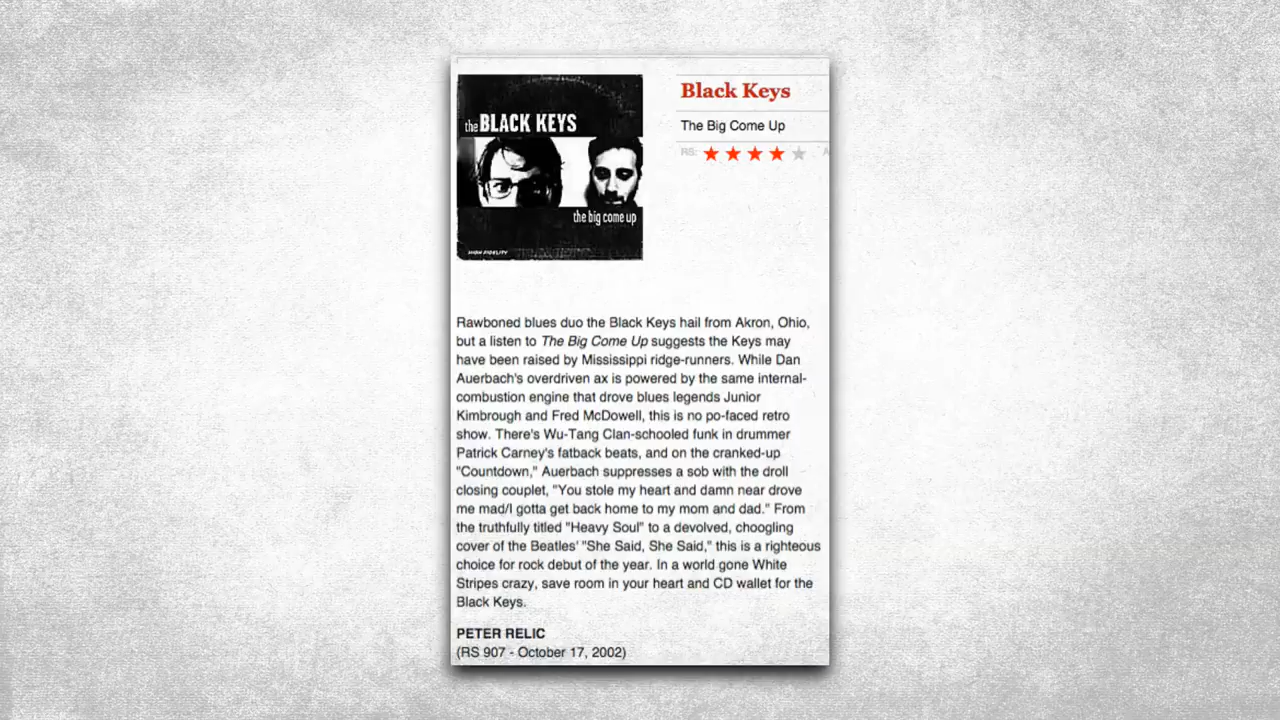 the BLACK KEYS
the big come up
HIGH FIDELITY
Black Keys
The Big Come Up
RS:
Rawboned blues duo the Black Keys hail from Akron, Ohio,
but a listen to The Big Come Up suggests the Keys may
have been raised by Mississippi ridge-runners. While Dan
Auerbach's overdriven ax is powered by the same internal-
combustion engine that drove blues legends Junior
Kimbrough and Fred McDowell, this is no po-faced retro
show. There's Wu-Tang Clan-schooled funk in drummer
Patrick Carney's fatback beats, and on the cranked-up
"Countdown," Auerbach suppresses a sob with the droll
closing couplet, "You stole my heart and damn near drove
me mad/I gotta get back home to my mom and dad." From
the truthfully titled "Heavy Soul" to a devolved, choogling
cover of the Beatles' "She Said, She Said," this is a righteous
choice for rock debut of the year. In a world gone White
Stripes crazy, save room in your heart and CD wallet for the
Black Keys.
PETER RELIC
(RS 907 - October 17, 2002)